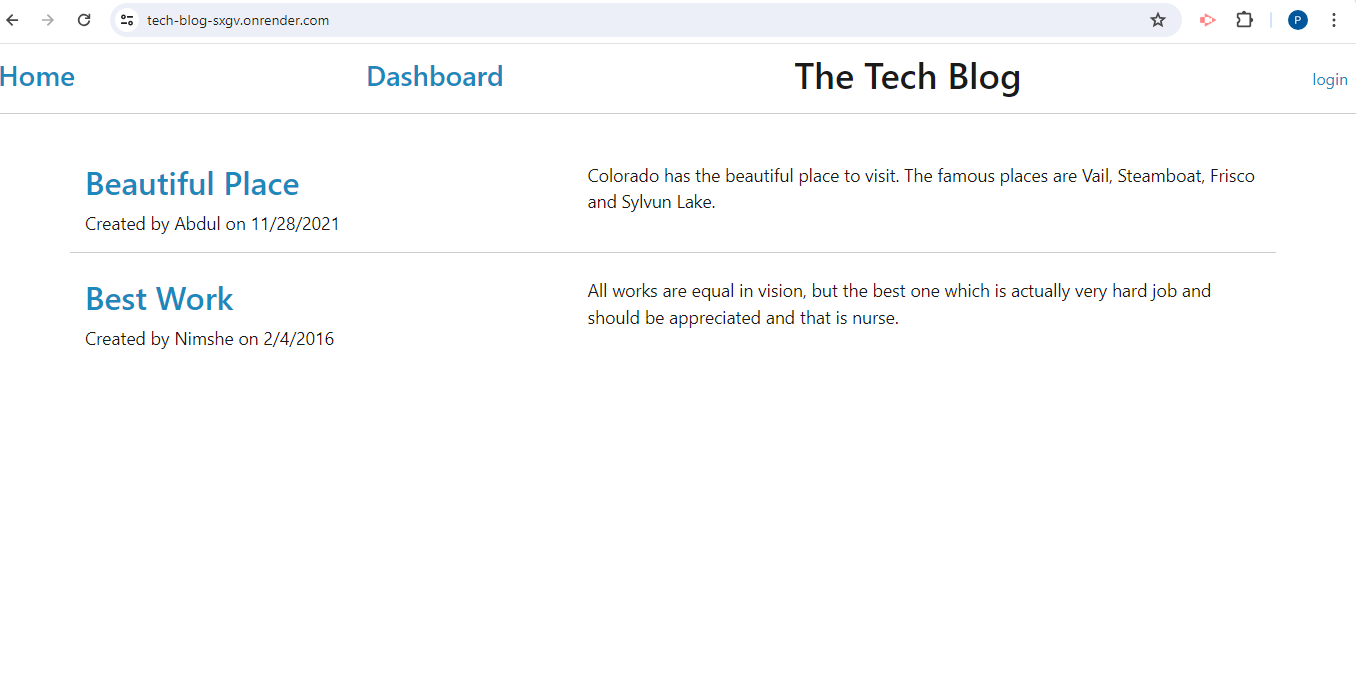 tech-blog-sxgv.onrender.com
P
Home
Dashboard
The Tech Blog
login
Beautiful Place
Created by Abdul on 11/28/2021
Colorado has the beautiful place to visit. The famous places are Vail, Steamboat, Frisco
and Sylvun Lake.
Best Work
Created by Nimshe on 2/4/2016
All works are equal in vision, but the best one which is actually very hard job and
should be appreciated and that is nurse.